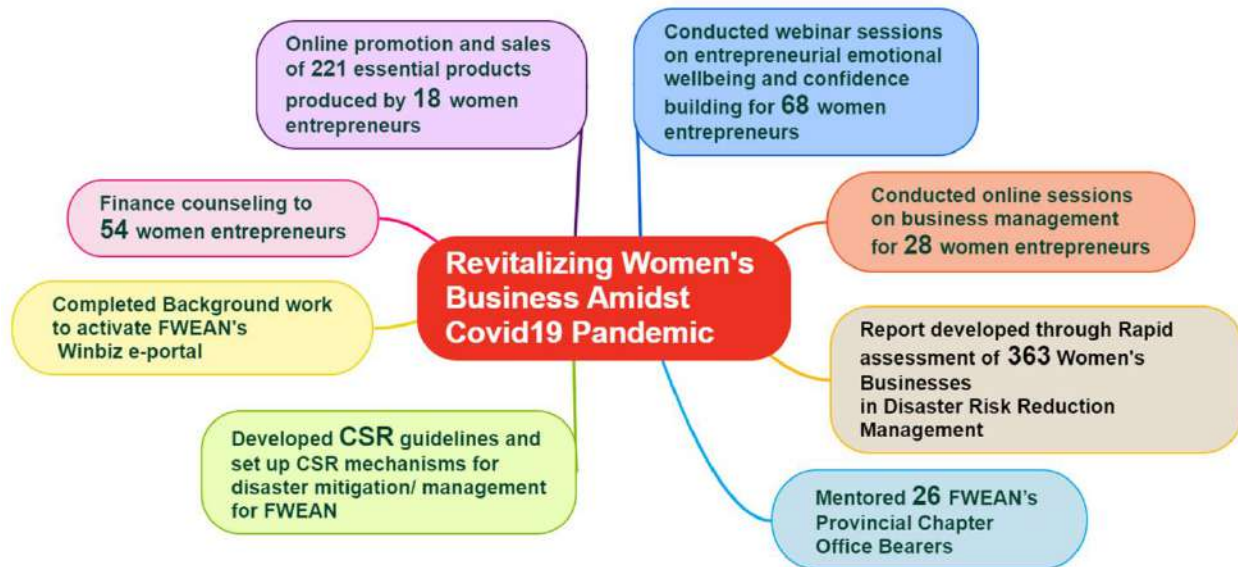 Online promotion and sales
of 221 essential products
produced by 18 women
entrepreneurs
Conducted webinar sessions
on entrepreneurial emotional
wellbeing and confidence
building for 68 women
entrepreneurs
Finance counseling to
54 women entrepreneurs
Conducted online sessions
on business management
for 28 women entrepreneurs
Revitalizing Women's
Business Amidst
Covid19 Pandemic
Completed Background work
to activate FWEAN's
Winbiz e-portal
Report developed through Rapid
assessment of 363 Women's
Businesses
in Disaster Risk Reduction
Management
Developed CSR guidelines and
set up CSR mechanisms for
disaster mitigation/ management
for FWEAN
Mentored 26 FWEAN’s
Provincial Chapter
Office Bearers